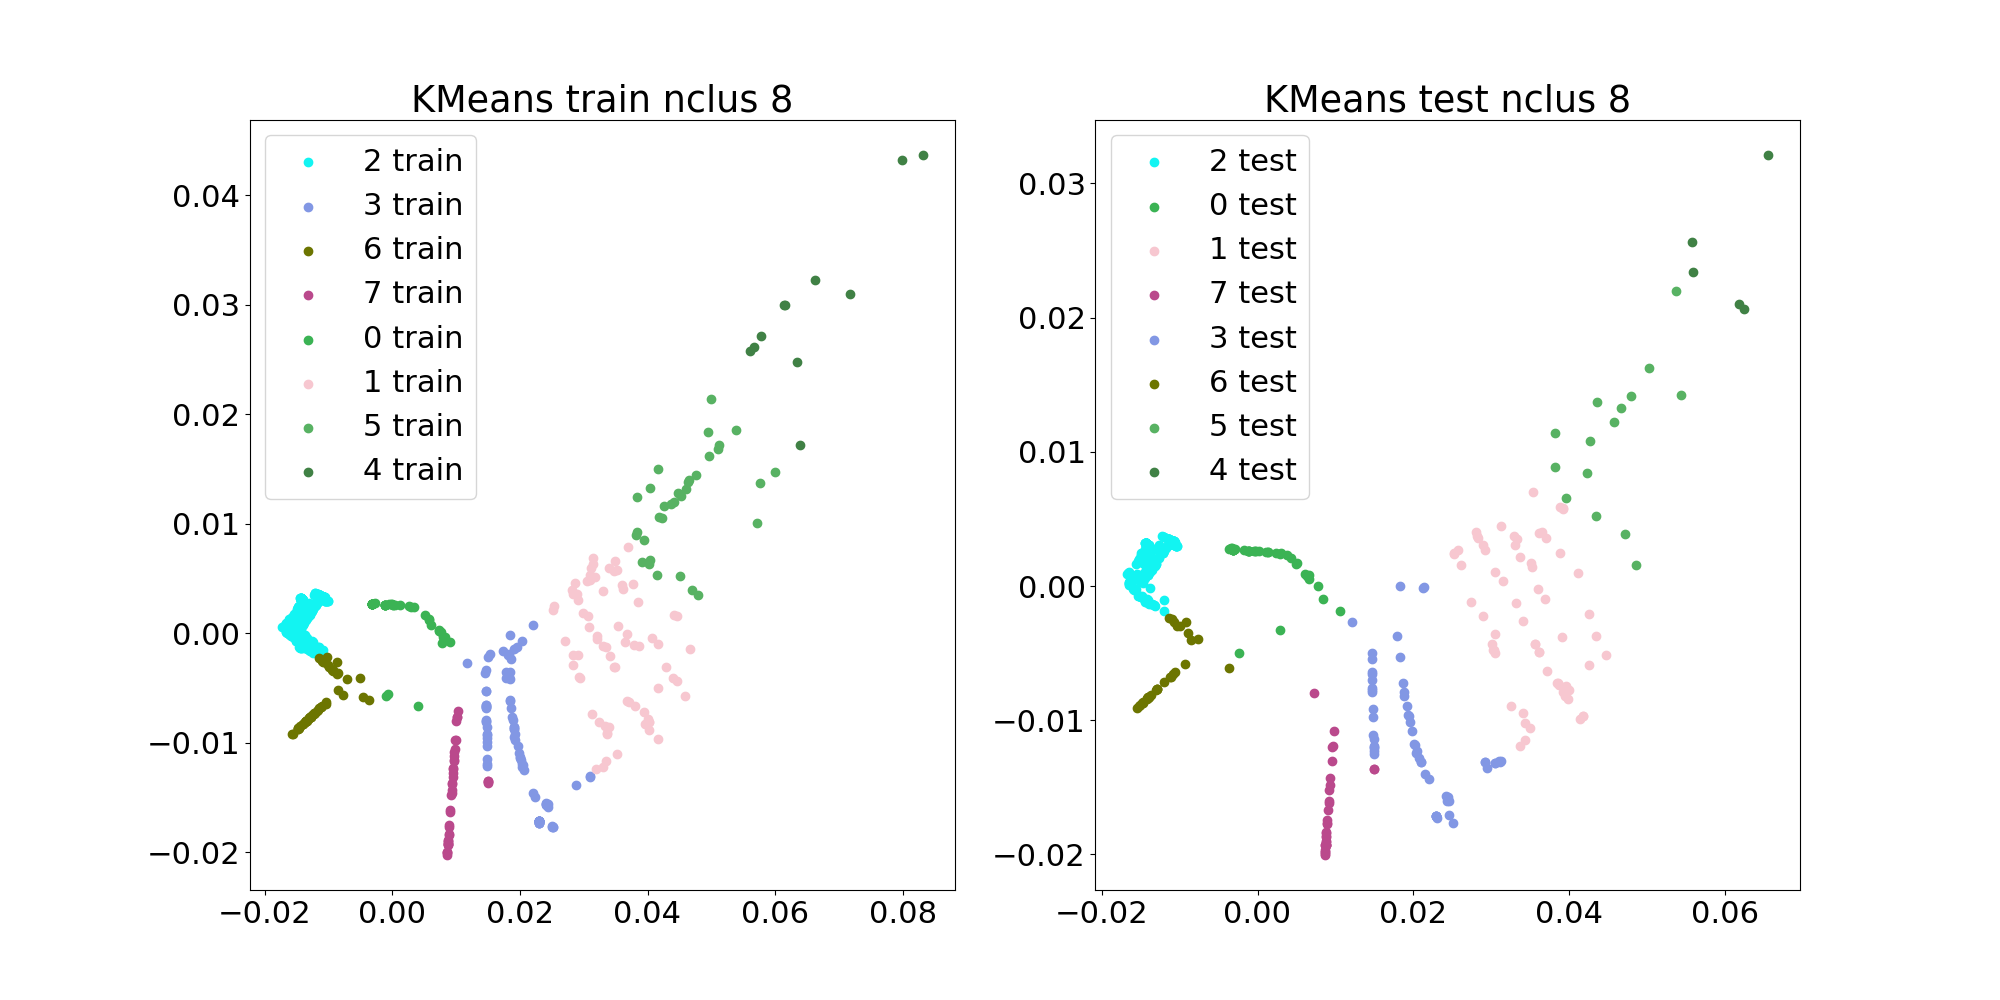 KMeans train nclus 8
2 train
3 train
6 train
7 train
0 train
1 train
5 train
4 train
0.04
0.03
0.02
0.01
0.00
−0.01
−0.02
−0.02 0.00 0.02 0.04 0.06 0.08
KMeans test nclus 8
2 test
0 test
1 test
7 test
3 test
6 test
5 test
4 test
0.03
0.02
0.01
0.00
−0.01
−0.02
−0.02 0.00 0.02 0.04 0.06